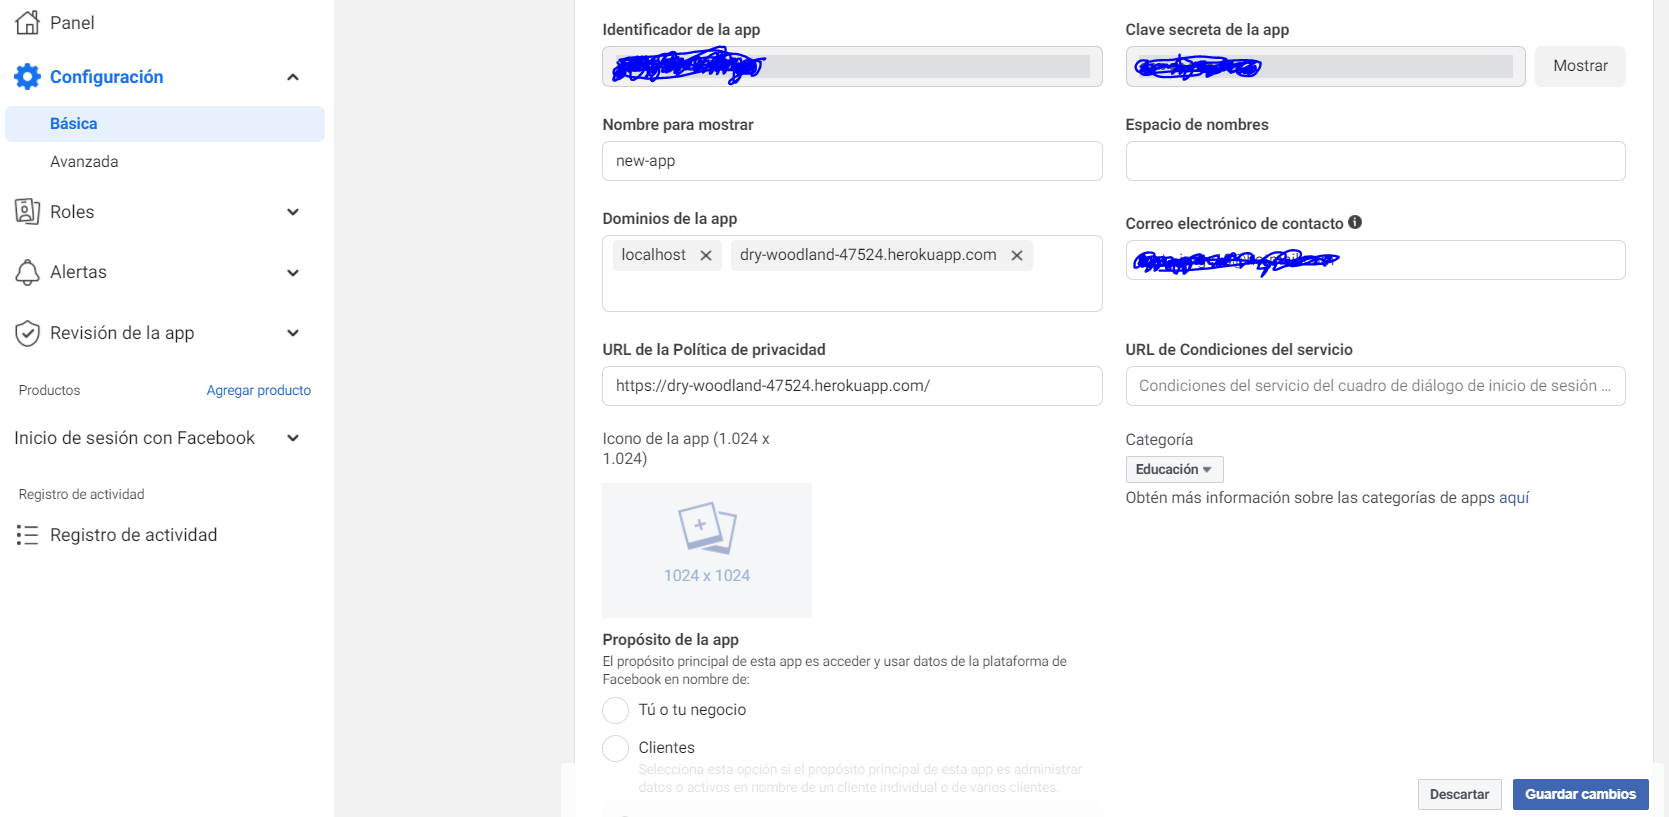 Panel
Configuración
Básica
Avanzada
Roles
Alertas
Revisión de la app
Productos
Agregar producto
Inicio de sesión con Facebook
Registro de actividad
Registro de actividad
Identificador de la app
Clave secreta de la app
Mostrar
Nombre para mostrar
new-app
Espacio de nombres
Dominios de la app
localhost
dry-woodland-47524.herokuapp.com
Correo electrónico de contacto
URL de la Política de privacidad
https://dry-woodland-47524.herokuapp.com/
URL de Condiciones del servicio
Condiciones del servicio del cuadro de diálogo de inicio de sesión ...
Icono de la app (1.024 x
1.024)
1024 x 1024
Categoría
Educación
Obtén más información sobre las categorías de apps aquí
Propósito de la app
El propósito principal de esta app es acceder y usar datos de la plataforma de
Facebook en nombre de:
Tú o tu negocio
Clientes
Selecciona esta opción si el propósito principal de esta app es administrar
datos o activos en nombre de un cliente individual o de varios clientes.
Descartar
Guardar cambios